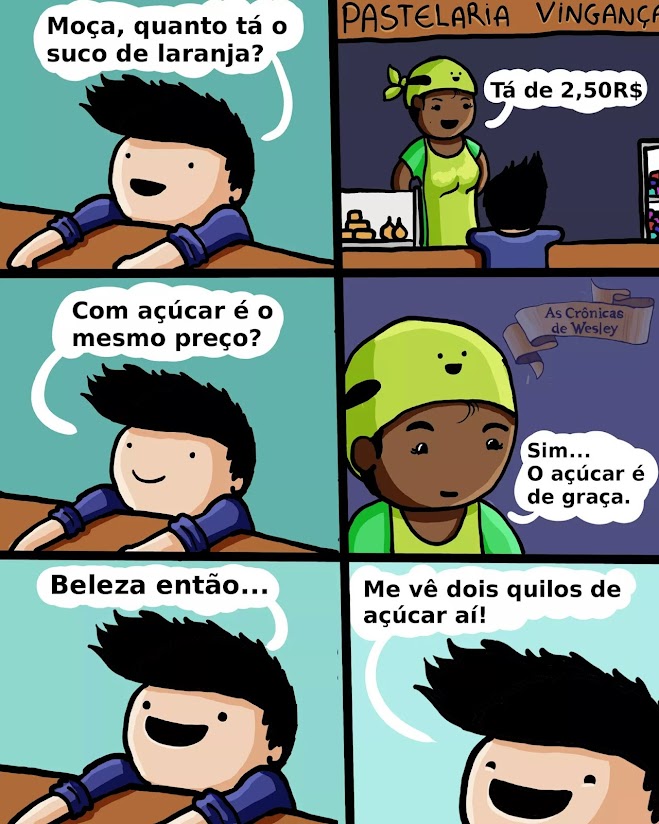 Moça, quanto tá o
suco de laranja?
PASTELARIA VINGANÇA
Tá de 2,50R$
Com açúcar é o
mesmo preço?
As Crônicas
de Wesley
Sim...
O açúcar é
de graça.
Beleza então...
Me vê dois quilos de
açúcar aí!